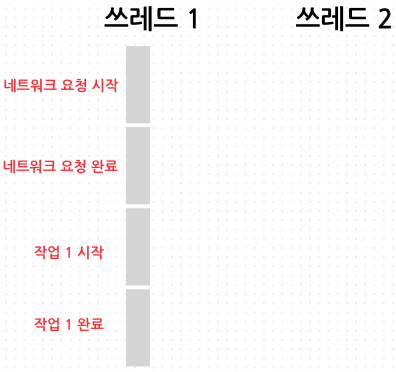 쓰레드 1
쓰레드 2
네트워크 요청 시작
네트워크 요청 완료
작업 1 시작
작업 1 완료